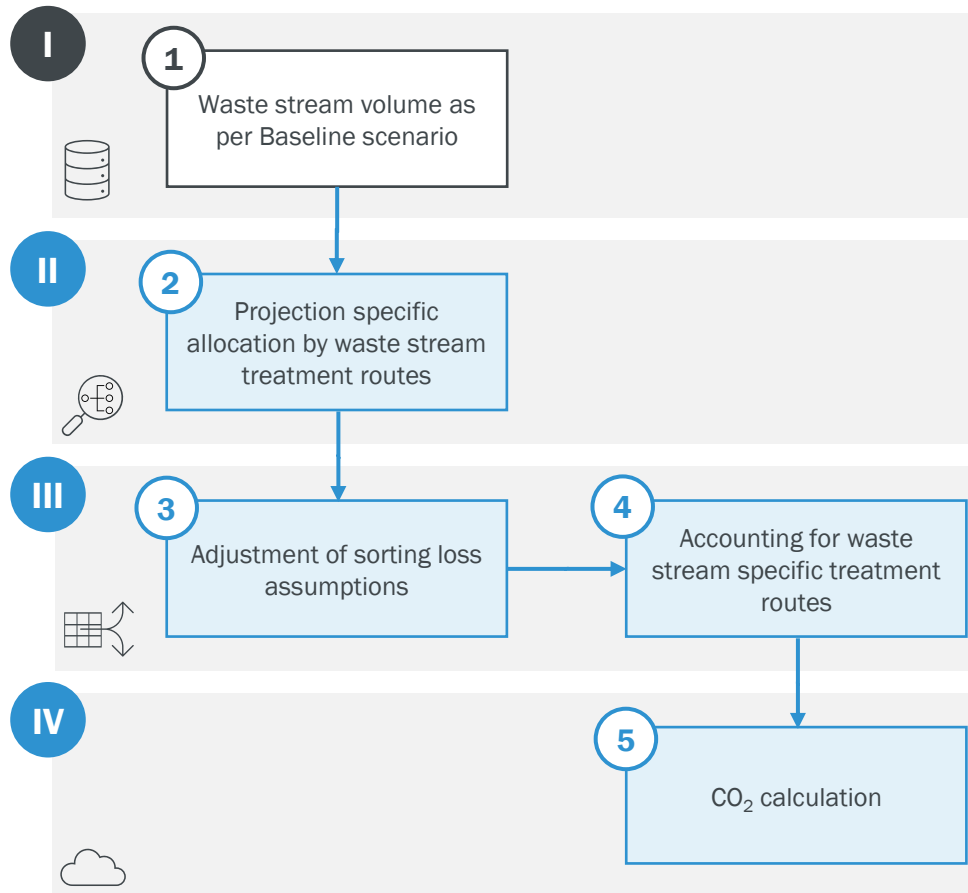 I
1
Waste stream volume as
per Baseline scenario
II
2
Projection specific
allocation by waste stream
treatment routes
III
3
Adjustment of sorting loss
assumptions
4
Accounting for waste
stream specific treatment
routes
IV
5
CO₂ calculation